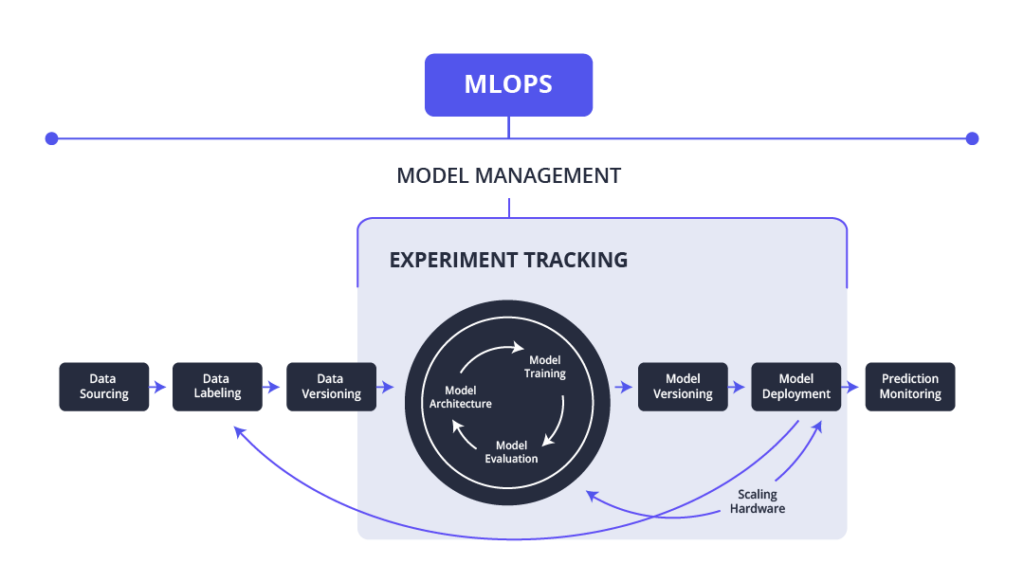 MLOPS
MODEL MANAGEMENT
EXPERIMENT TRACKING
Data
Sourcing
Data
Labeling
Data
Versioning
Model
Architecture
Model
Training
Model
Evaluation
Model
Versioning
Model
Deployment
Prediction
Monitoring
Scaling
Hardware